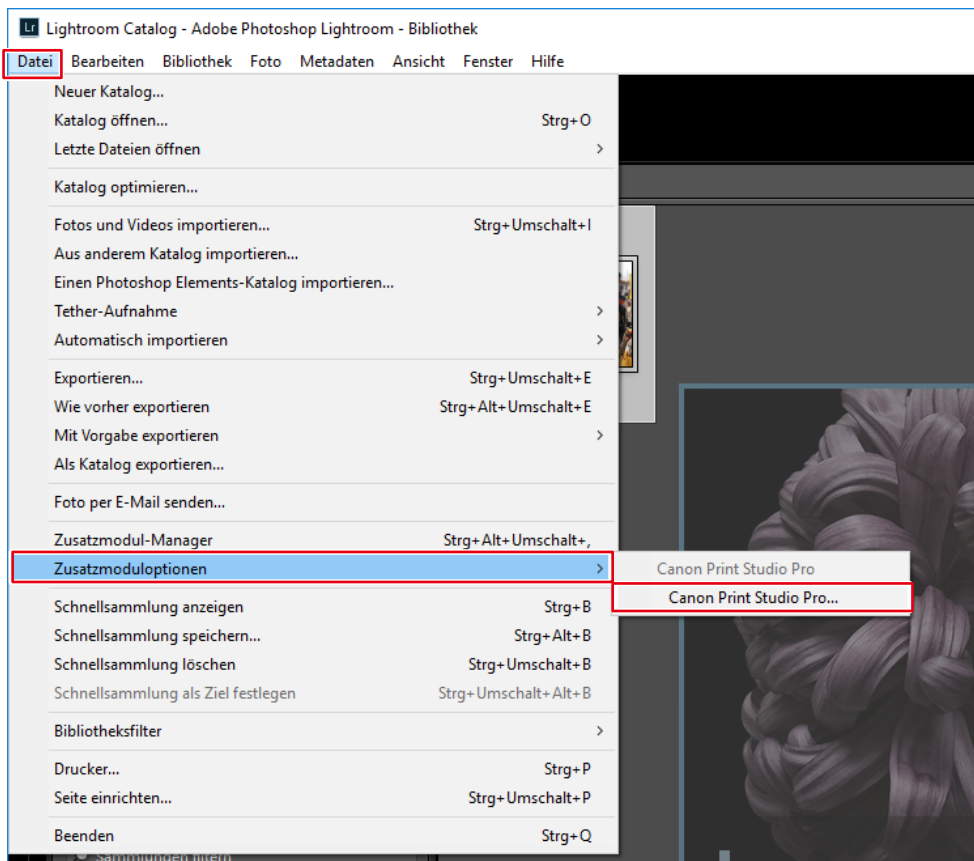 Lr Lightroom Catalog - Adobe Photoshop Lightroom - Bibliothek
Datei Bearbeiten Bibliothek Foto Metadaten Ansicht Fenster Hilfe
Neuer Katalog...
Katalog öffnen... Strg+O
Letzte Dateien öffnen >
Katalog optimieren...
Fotos und Videos importieren... Strg+Umschalt+I
Aus anderem Katalog importieren...
Einen Photoshop Elements-Katalog importieren...
Tether-Aufnahme >
Automatisch importieren >
Exportieren... Strg+Umschalt+E
Wie vorher exportieren Strg+Alt+Umschalt+E
Mit Vorgabe exportieren >
Als Katalog exportieren...
Foto per E-Mail senden...
Zusatzmodul-Manager Strg+Alt+Umschalt+,
Zusatzmoduloptionen > Canon Print Studio Pro
Canon Print Studio Pro...
Schnellsammlung anzeigen Strg+B
Schnellsammlung speichern... Strg+Alt+B
Schnellsammlung löschen Strg+Umschalt+B
Schnellsammlung als Ziel festlegen Strg+Umschalt+Alt+B
Bibliotheksfilter >
Drucker... Strg+P
Seite einrichten... Strg+Umschalt+P
Beenden Strg+Q
Sammlungen filtern